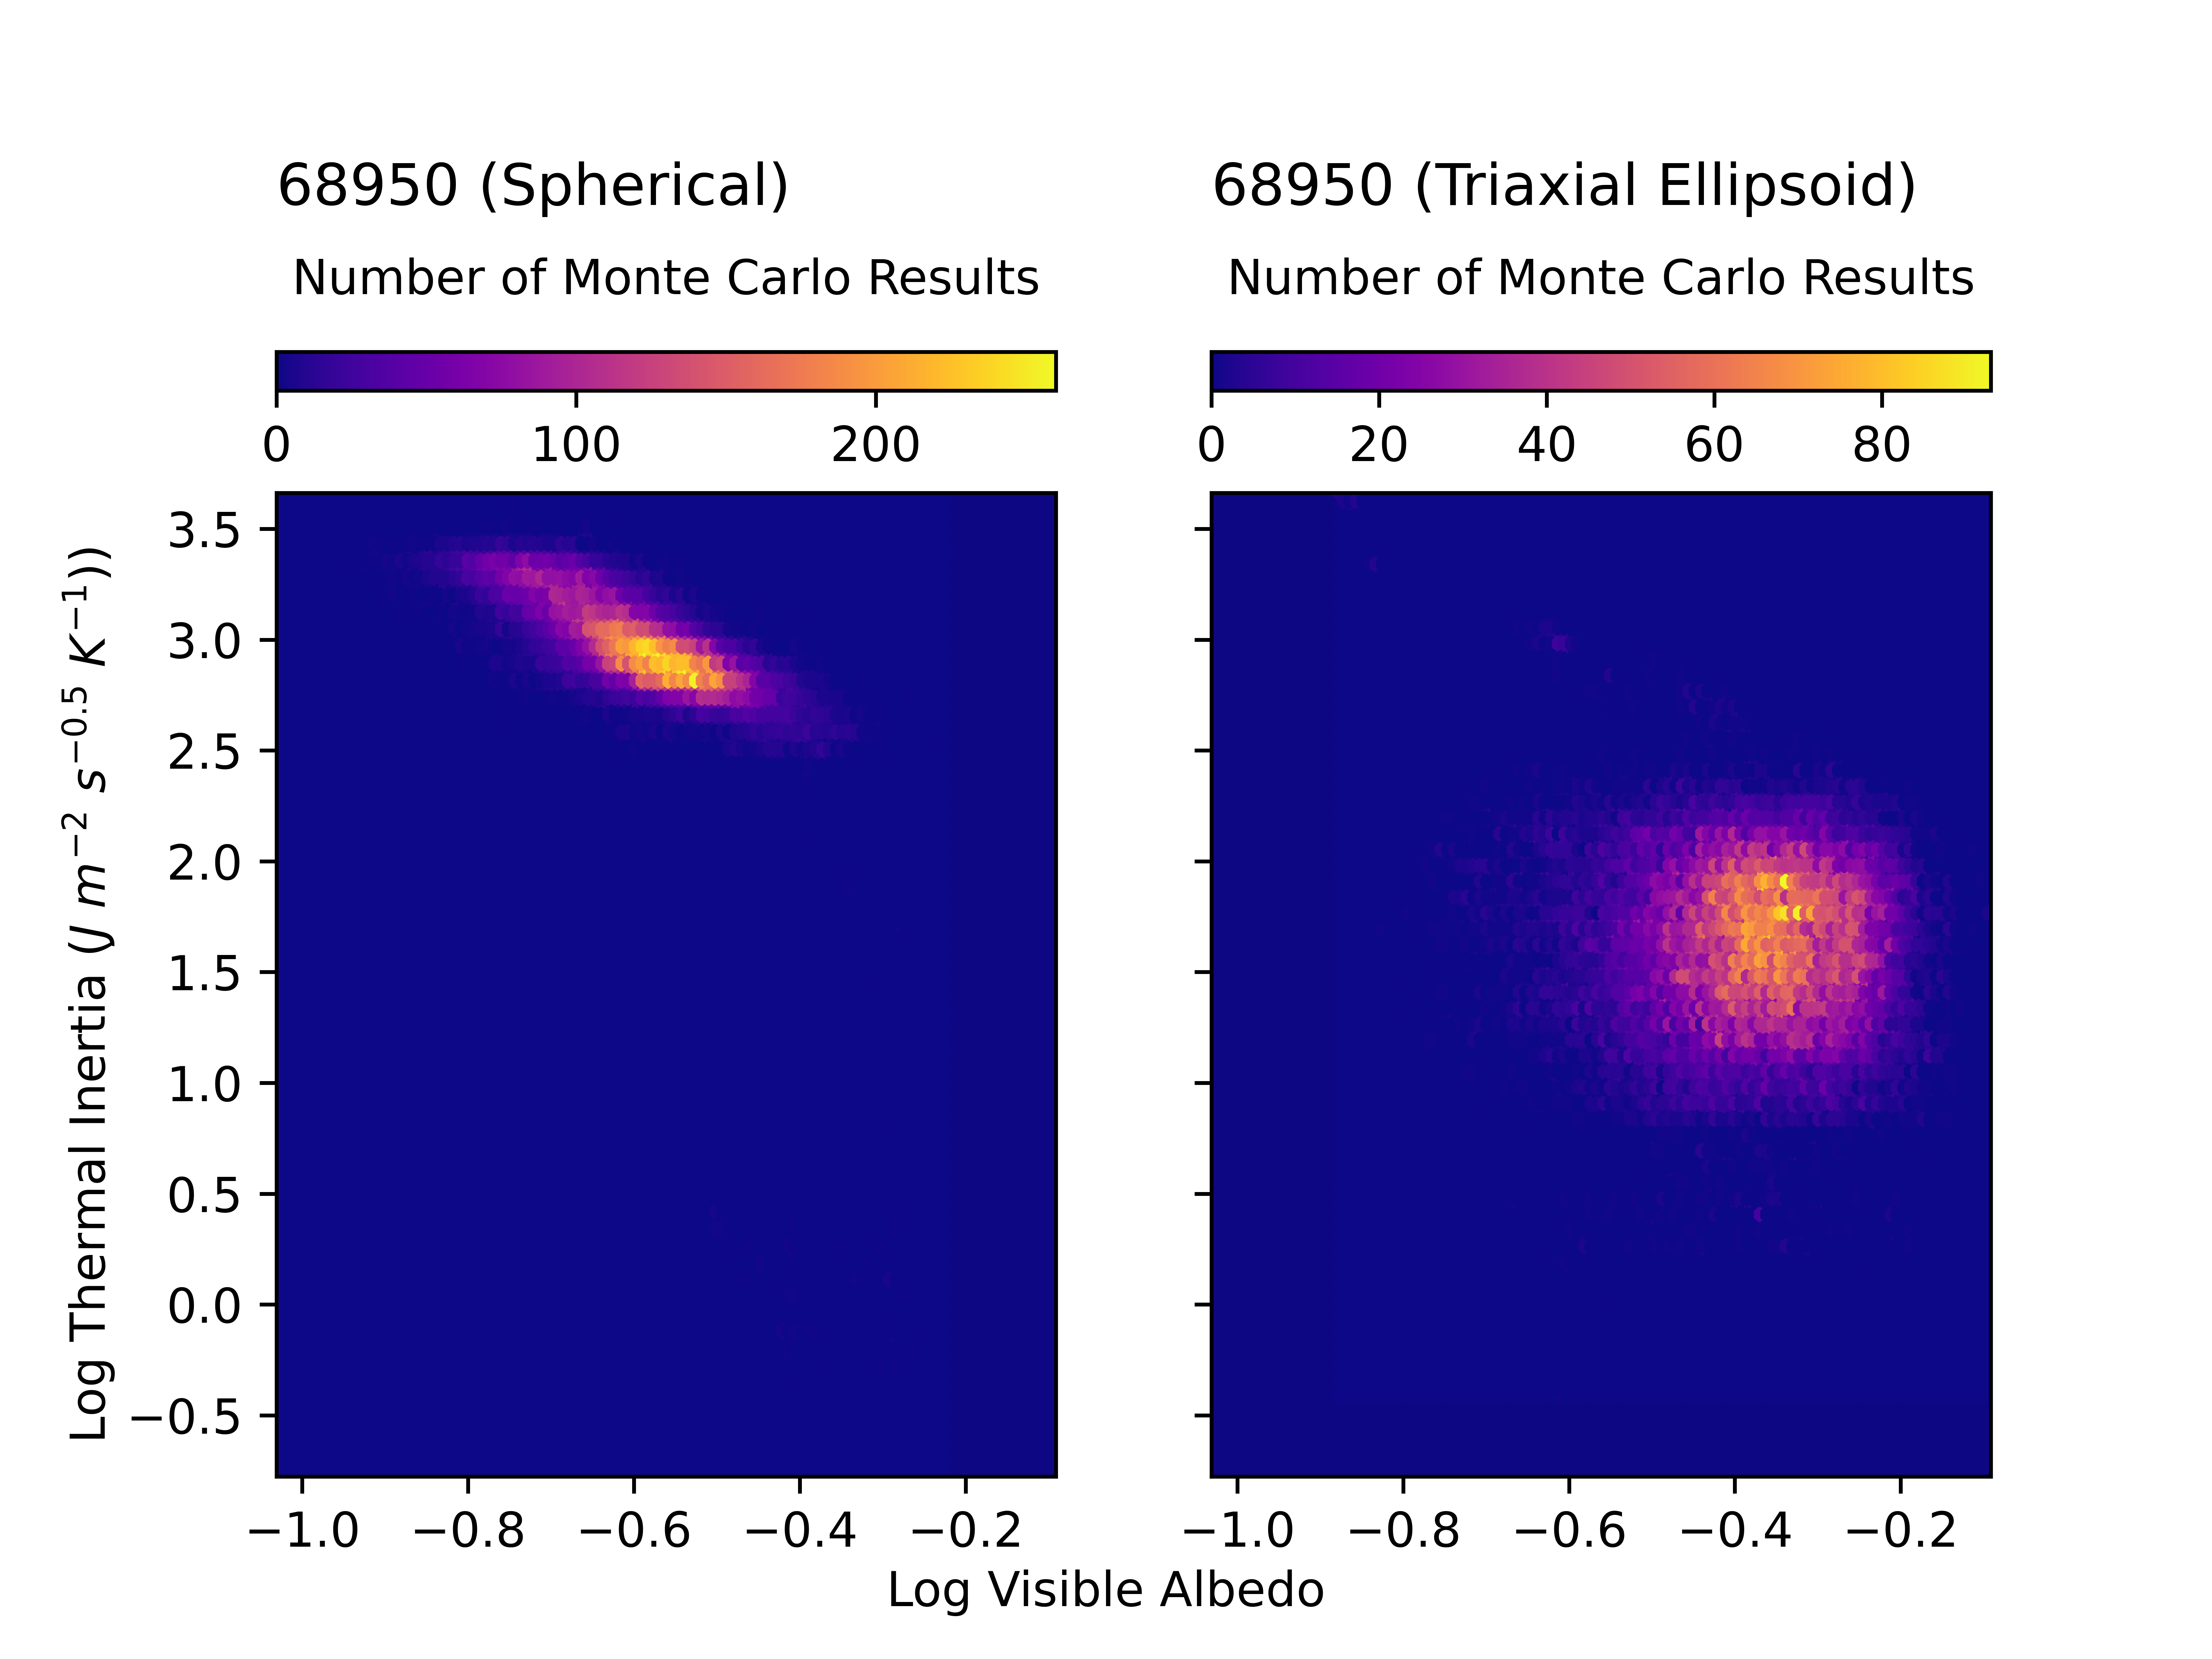 68950 (Spherical)
Number of Monte Carlo Results
0 100 200
68950 (Triaxial Ellipsoid)
Number of Monte Carlo Results
0 20 40 60 80
Log Thermal Inertia (J m⁻² s⁻⁰·⁵ K⁻¹))
3.5
3.0
2.5
2.0
1.5
1.0
0.5
0.0
−0.5
−1.0 −0.8 −0.6 −0.4 −0.2
−1.0 −0.8 −0.6 −0.4 −0.2
Log Visible Albedo